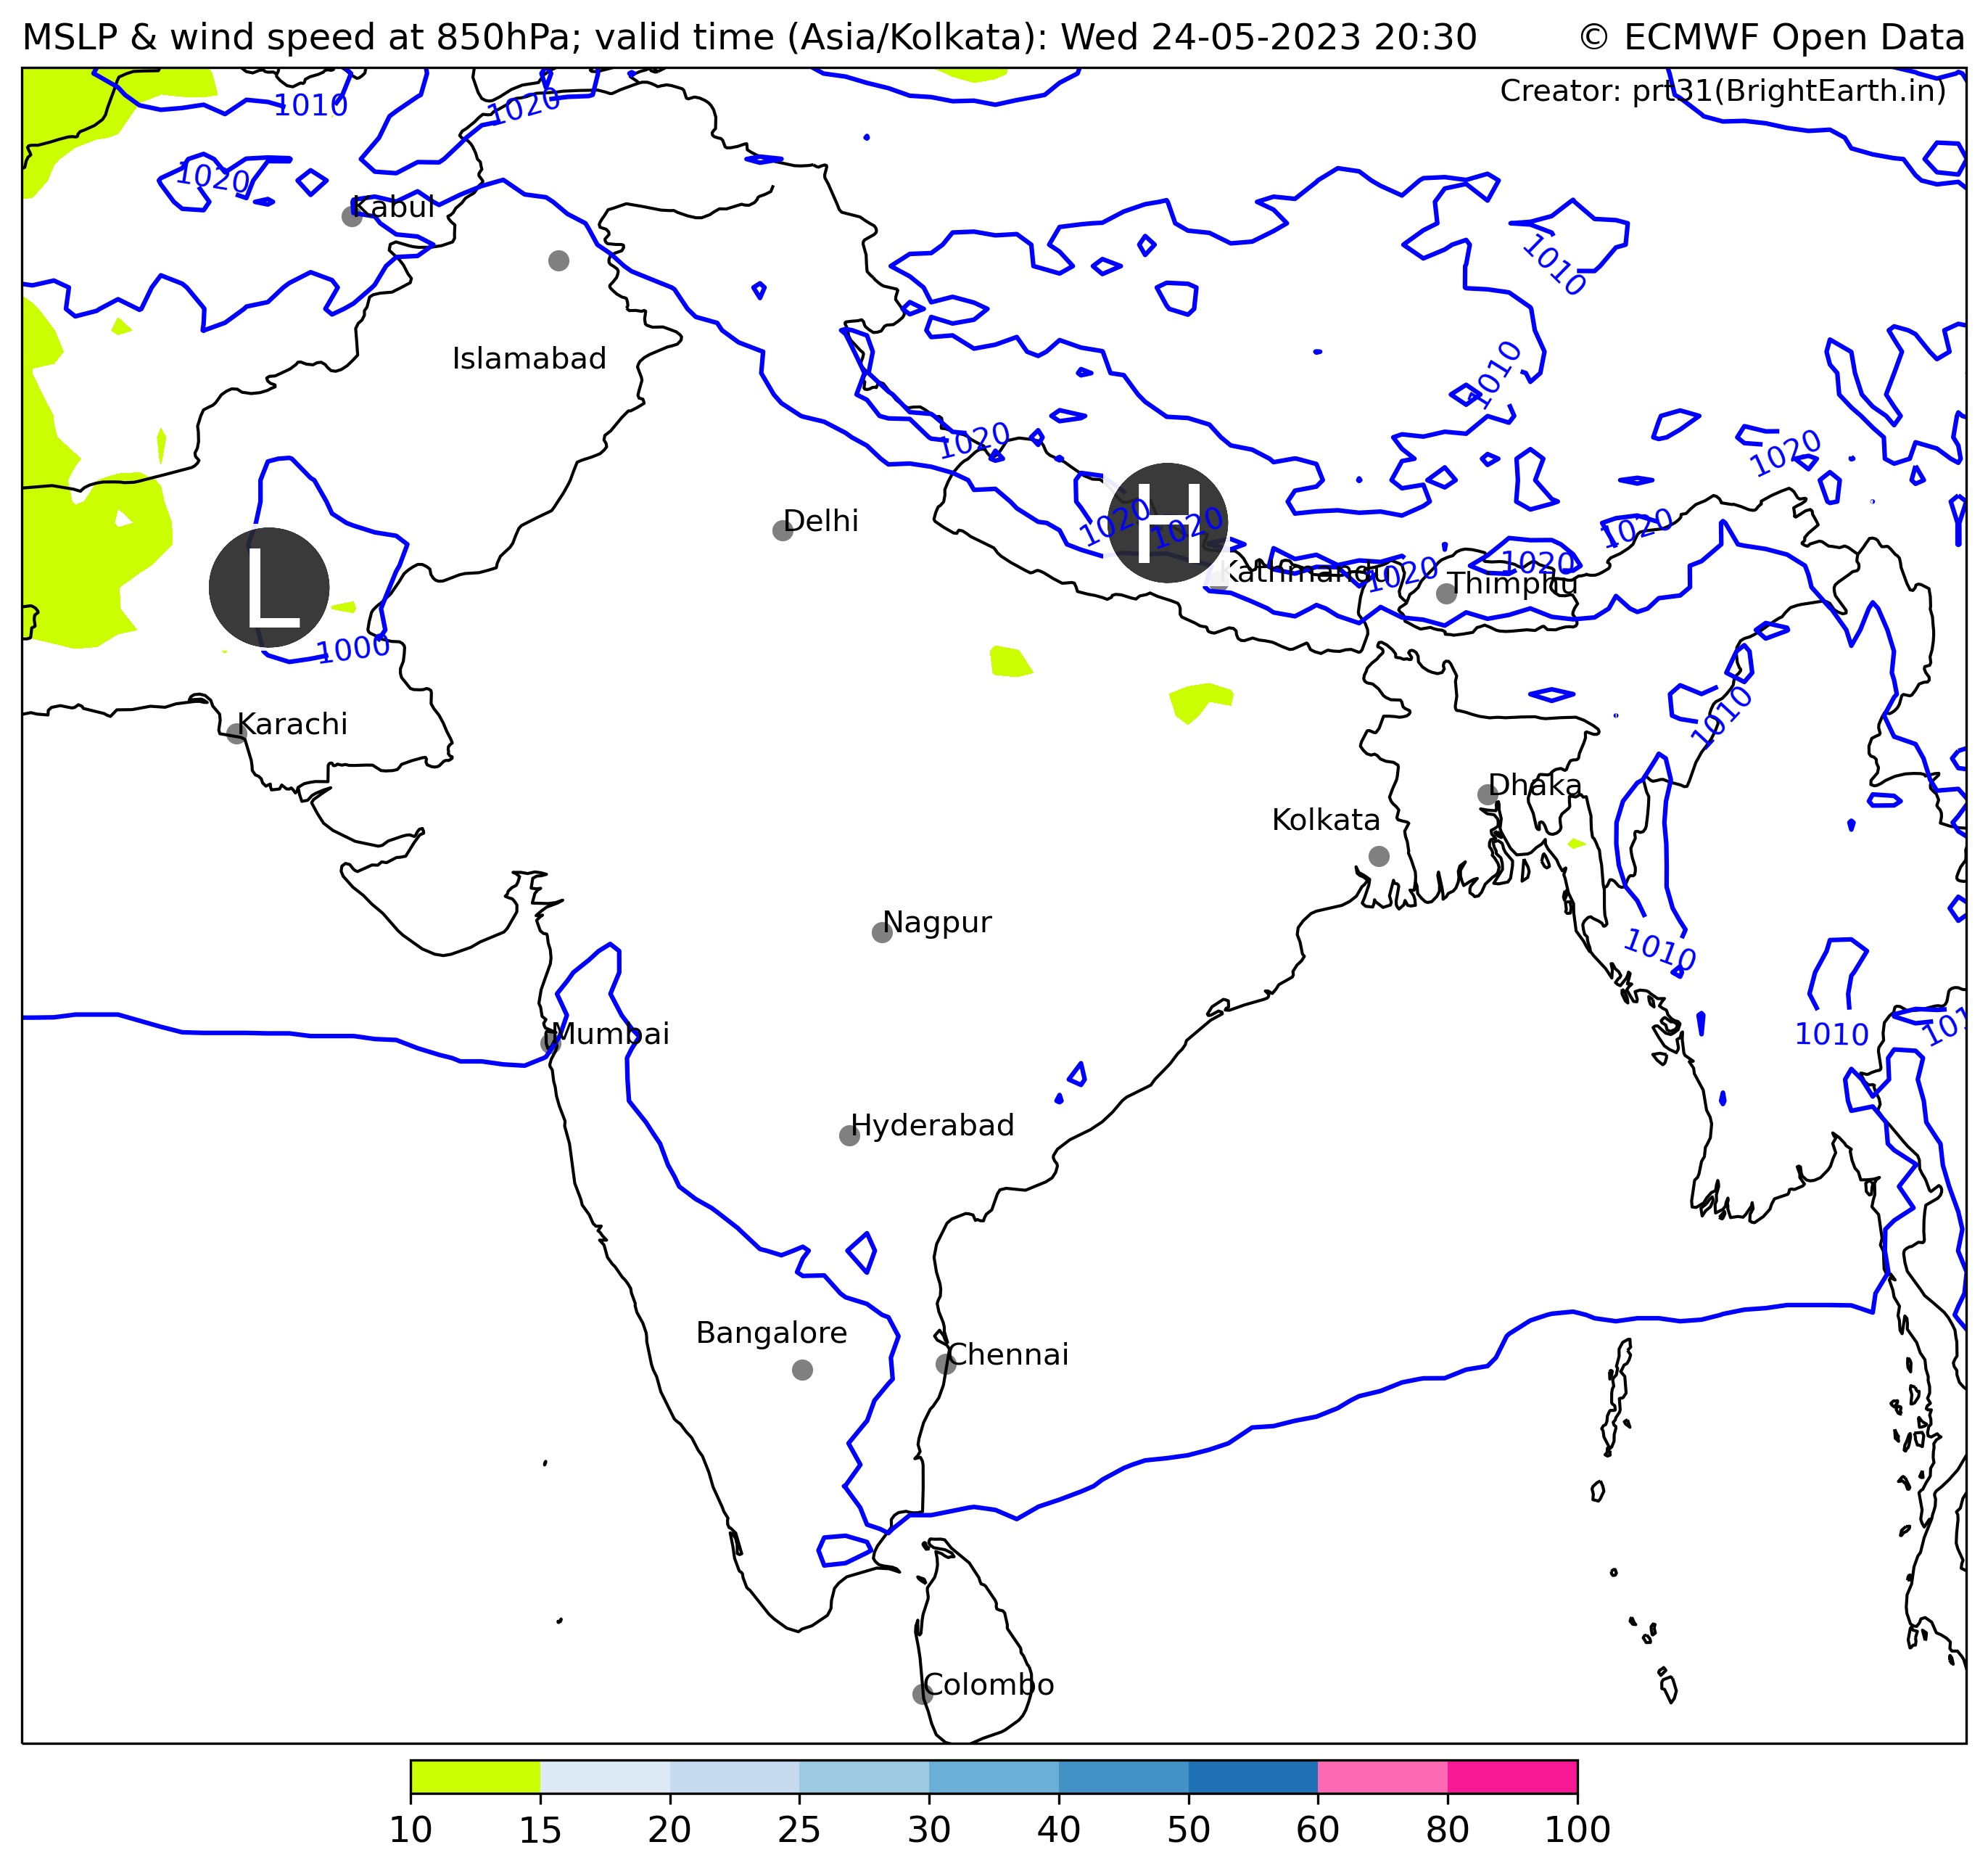 MSLP & wind speed at 850hPa; valid time (Asia/Kolkata): Wed 24-05-2023 20:30 © ECMWF Open Data
Creator: prt31(BrightEarth.in)
1010
1020
1020
Kabul
1010
Islamabad
1010
1020
1020
Delhi
1020
H
1020
1020
L
Kathmandu
1020
1020
Thimphu
1000
1010
Karachi
Dhaka
Kolkata
Nagpur
1010
Mumbai
1010
101
Hyderabad
Bangalore
Chennai
Colombo
10 15 20 25 30 40 50 60 80 100